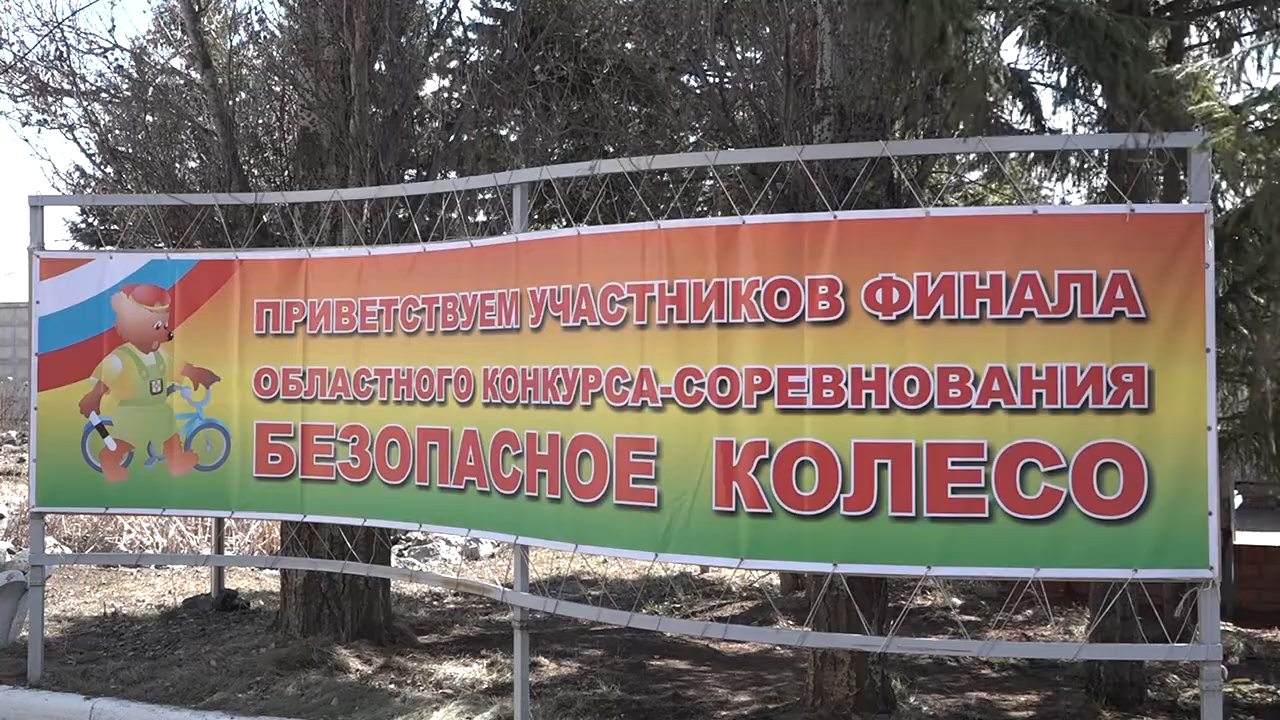 ПРИВЕТСТВУЕМ УЧАСТНИКОВ ФИНАЛА
ОБЛАСТНОГО КОНКУРСА-СОРЕВНОВАНИЯ
БЕЗОПАСНОЕ КОЛЕСО